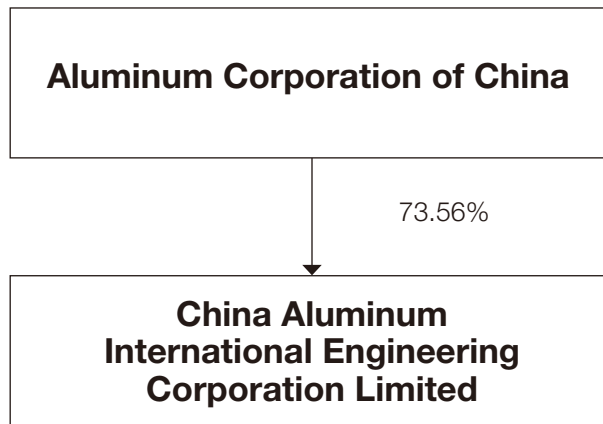 Aluminum Corporation of China
73.56%
China Aluminum
International Engineering
Corporation Limited